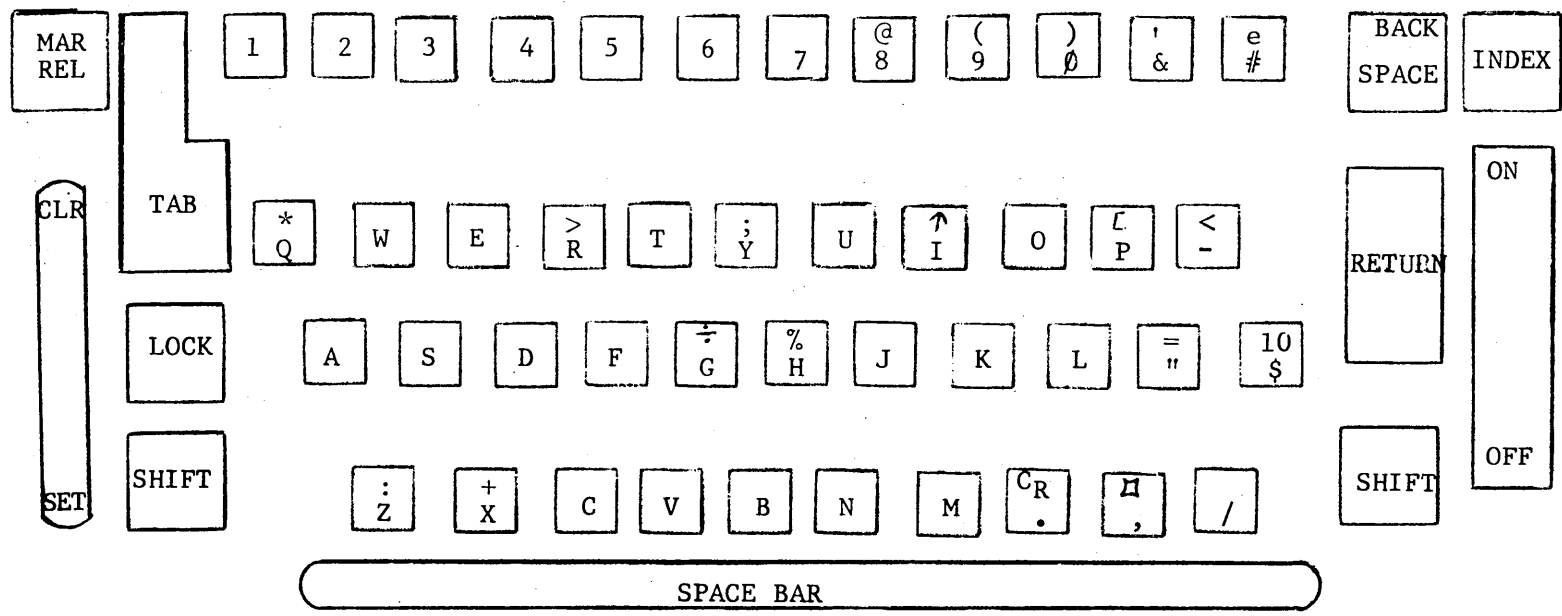 MAR REL
1 2 3 4 5 6 7 @ 8 ( 9 ) Ø ' & e #
BACK SPACE
INDEX
TAB
CLR
SET
* Q W E > R T ; Y U ↑ I O [ P < -
RETURN
ON
OFF
LOCK
A S D F ÷ G % H J K L = " 10 $
SHIFT
: Z + X C V B N M CR . ⌑ , /
SHIFT
SPACE BAR